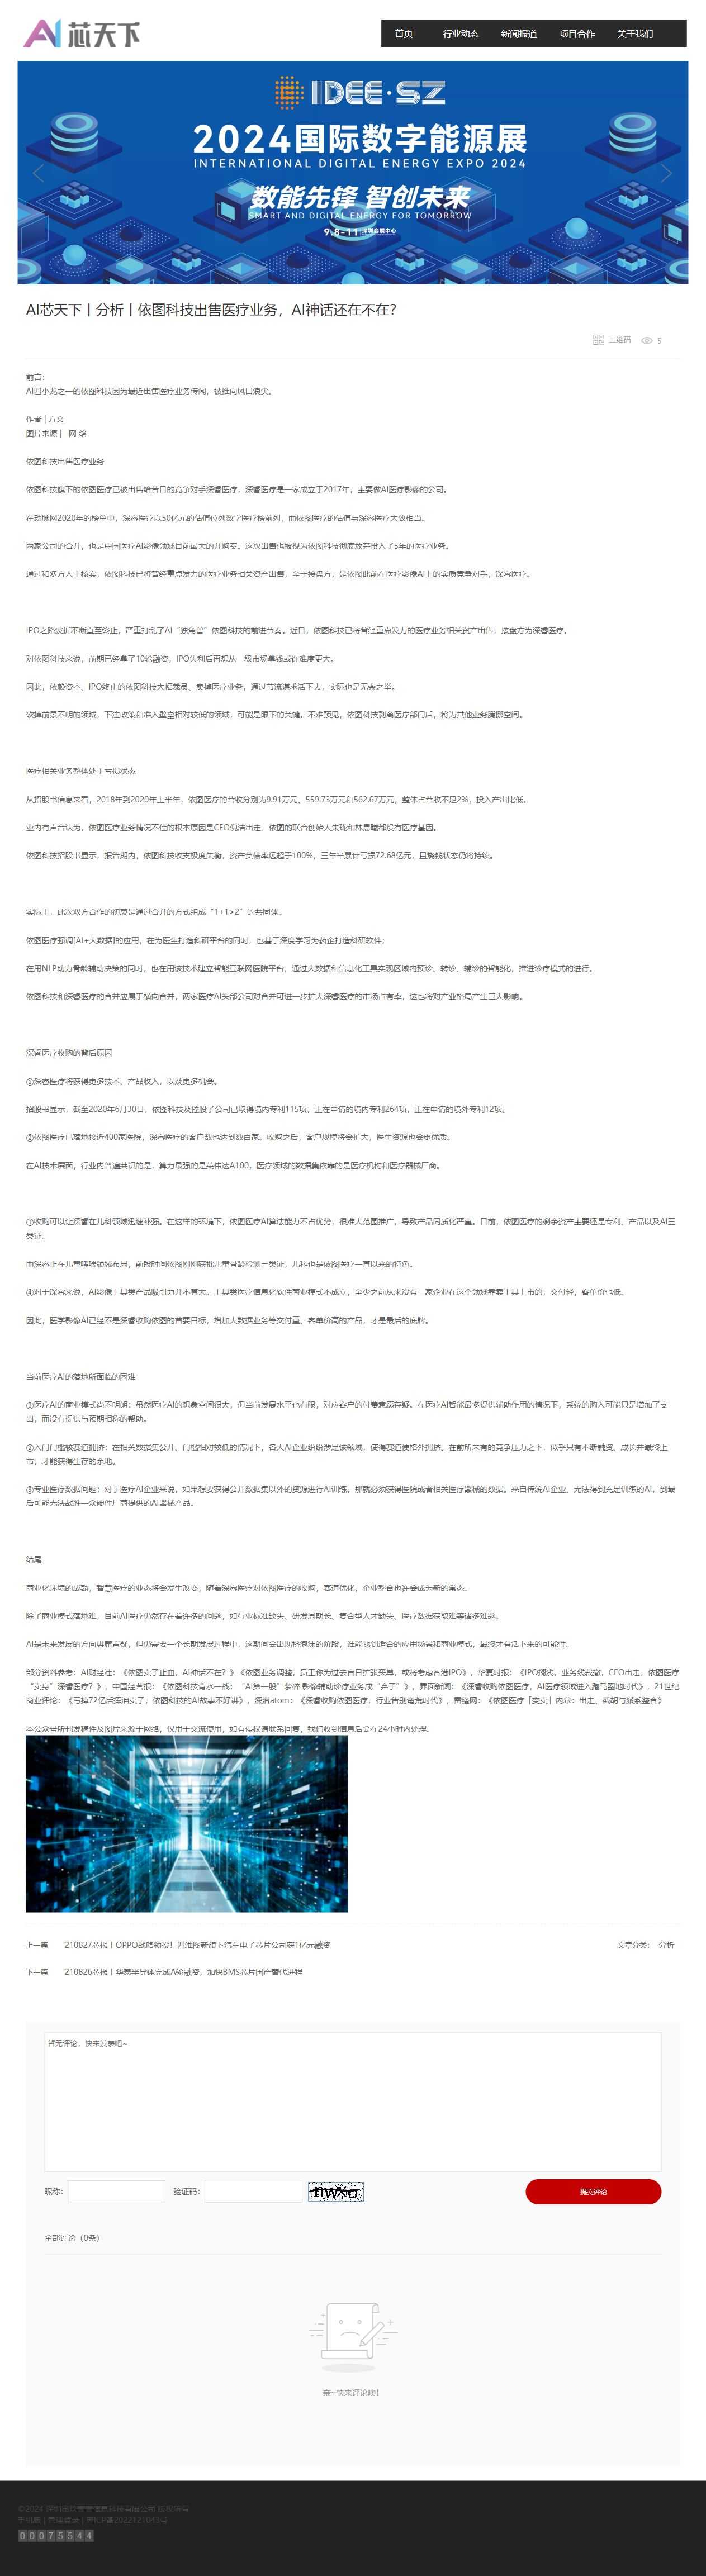 AI 芯天下
首页 行业动态 新闻报道 项目合作 关于我们
IDEE·SZ
2024国际数字能源展
INTERNATIONAL DIGITAL ENERGY EXPO 2024
数能先锋 智创未来
SMART AND DIGITAL ENERGY FOR TOMORROW
9.8-11 深圳会展中心
AI芯天下丨分析丨依图科技出售医疗业务，AI神话还在不在？
二维码 5
前言：
AI四小龙之一的依图科技因为最近出售医疗业务传闻，被推向风口浪尖。
作者 | 方文
图片来源 | 网 络
依图科技出售医疗业务
依图科技旗下的依图医疗已被出售给昔日的竞争对手深睿医疗，深睿医疗是一家成立于2017年，主要做AI医疗影像的公司。
在动脉网2020年的榜单中，深睿医疗以50亿元的估值位列数字医疗榜前列，而依图医疗的估值与深睿医疗大致相当。
两家公司的合并，也是中国医疗AI影像领域目前最大的并购案。这次出售也被视为依图科技彻底放弃投入了5年的医疗业务。
通过和多方人士核实，依图科技已将曾经重点发力的医疗业务相关资产出售，至于接盘方，是依图此前在医疗影像AI上的实质竞争对手，深睿医疗。
IPO之路波折不断直至终止，严重打乱了AI“独角兽”依图科技的前进节奏。近日，依图科技已将曾经重点发力的医疗业务相关资产出售，接盘方为深睿医疗。
对依图科技来说，前期已经拿了10轮融资，IPO失利后再想从一级市场拿钱或许难度更大。
因此，依赖资本、IPO终止的依图科技大幅裁员、卖掉医疗业务，通过节流谋求活下去，实际也是无奈之举。
砍掉前景不明的领域，下注政策和准入壁垒相对较低的领域，可能是眼下的关键。不难预见，依图科技剥离医疗部门后，将为其他业务腾挪空间。
医疗相关业务整体处于亏损状态
从招股书信息来看，2018年到2020年上半年，依图医疗的营收分别为9.91万元、559.73万元和562.67万元，整体占营收不足2%，投入产出比低。
业内有声音认为，依图医疗业务情况不佳的根本原因是CEO倪浩出走，依图的联合创始人朱珑和林晨曦都没有医疗基因。
依图科技招股书显示，报告期内，依图科技收支极度失衡，资产负债率远超于100%，三年半累计亏损72.68亿元，且烧钱状态仍将持续。
实际上，此次双方合作的初衷是通过合并的方式组成“1+1>2”的共同体。
依图医疗强调[AI+大数据]的应用，在为医生打造科研平台的同时，也基于深度学习为药企打造科研软件；
在用NLP助力骨龄辅助决策的同时，也在用该技术建立智能互联网医院平台，通过大数据和信息化工具实现区域内预诊、转诊、辅诊的智能化，推进诊疗模式的进行。
依图科技和深睿医疗的合并应属于横向合并，两家医疗AI头部公司对合并可进一步扩大深睿医疗的市场占有率，这也将对产业格局产生巨大影响。
深睿医疗收购的背后原因
①深睿医疗将获得更多技术、产品收入，以及更多机会。
招股书显示，截至2020年6月30日，依图科技及控股子公司已取得境内专利115项，正在申请的境内专利264项，正在申请的境外专利12项。
②依图医疗已落地接近400家医院，深睿医疗的客户数也达到数百家。收购之后，客户规模将会扩大，医生资源也会更优质。
在AI技术层面，行业内普遍共识的是，算力最强的是英伟达A100，医疗领域的数据集依靠的是医疗机构和医疗器械厂商。
③收购可以让深睿在儿科领域迅速补强。在这样的环境下，依图医疗AI算法能力不占优势，很难大范围推广，导致产品同质化严重。目前，依图医疗的剩余资产主要还是专利、产品以及AI三
类证。
而深睿正在儿童哮喘领域布局，前段时间依图刚刚获批儿童骨龄检测三类证，儿科也是依图医疗一直以来的特色。
④对于深睿来说，AI影像工具类产品吸引力并不算大。工具类医疗信息化软件商业模式不成立，至少之前从来没有一家企业在这个领域靠卖工具上市的，交付轻，客单价也低。
因此，医学影像AI已经不是深睿收购依图的首要目标，增加大数据业务等交付重、客单价高的产品，才是最后的底牌。
当前医疗AI的落地所面临的困难
①医疗AI的商业模式尚不明朗：虽然医疗AI的想象空间很大，但当前发展水平也有限，对应客户的付费意愿存疑。在医疗AI智能最多提供辅助作用的情况下，系统的购入可能只是增加了支
出，而没有提供与预期相称的帮助。
②入门门槛较赛道拥挤：在相关数据集公开、门槛相对较低的情况下，各大AI企业纷纷涉足该领域，使得赛道便格外拥挤。在前所未有的竞争压力之下，似乎只有不断融资、成长并最终上
市，才能获得生存的余地。
③专业医疗数据问题：对于医疗AI企业来说，如果想要获得公开数据集以外的资源进行AI训练，那就必须获得医院或者相关医疗器械的数据。来自传统AI企业、无法得到充足训练的AI，到最
后可能无法战胜一众硬件厂商提供的AI器械产品。
结尾
商业化环境的成熟，智慧医疗的业态将会发生改变，随着深睿医疗对依图医疗的收购，赛道优化，企业整合也许会成为新的常态。
除了商业模式落地难，目前AI医疗仍然存在着许多的问题，如行业标准缺失、研发周期长、复合型人才缺失、医疗数据获取难等诸多难题。
AI是未来发展的方向毋庸置疑，但仍需要一个长期发展过程中，这期间会出现挤泡沫的阶段，谁能找到适合的应用场景和商业模式，最终才有活下来的可能性。
部分资料参考：AI财经社：《依图卖子止血，AI神话不在？》《依图业务调整，员工称为过去盲目扩张买单，或将考虑香港IPO》，华夏时报：《IPO搁浅，业务线裁撤，CEO出走，依图医疗
“卖身”深睿医疗？》，中国经营报：《依图科技背水一战：“AI第一股”梦碎 影像辅助诊疗业务成“弃子”》，界面新闻：《深睿收购依图医疗，AI医疗领域进入跑马圈地时代》，21世纪
商业评论：《亏掉72亿后挥泪卖子，依图科技的AI故事不好讲》，深潜atom：《深睿收购依图医疗，行业告别蛮荒时代》，雷锋网：《依图医疗「变卖」内幕：出走、截胡与派系整合》
本公众号所刊发稿件及图片来源于网络，仅用于交流使用，如有侵权请联系回复，我们收到信息后会在24小时内处理。
上一篇 210827芯报丨OPPO战略领投！四维图新旗下汽车电子芯片公司获1亿元融资 文章分类： 分析
下一篇 210826芯报丨华泰半导体完成A轮融资，加快BMS芯片国产替代进程
暂无评论，快来发表吧~
昵称： 验证码： nwxo 提交评论
全部评论（0条）
亲~快来评论噢！
手机版 | 管理登录 | 粤ICP备2022121043号
00075544